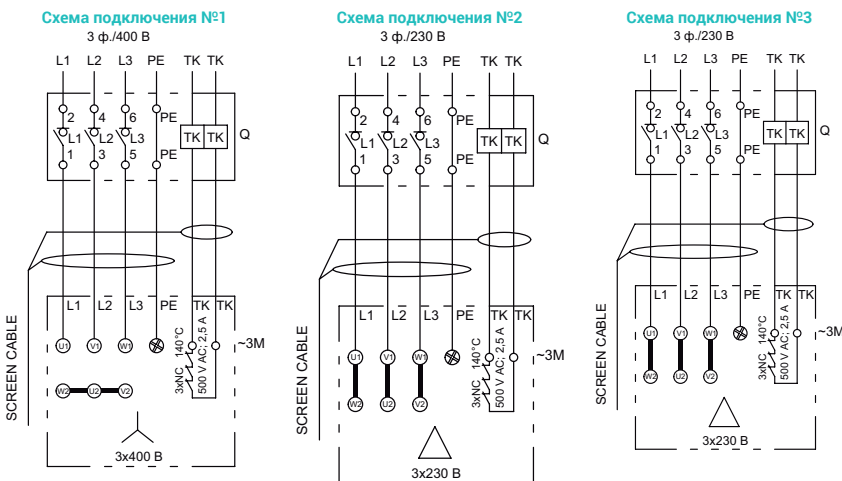 Схема подключения №1
3 ф./400 В
L1 L2 L3 PE TK TK
2 4 6 PE
L1 L2 L3 TK TK Q
1 3 5 PE
L1 L2 L3 PE TK TK
U1 V1 W1
~3M
W2 U2 V2
3xNC 140°C
500 V AC; 2,5 A
SCREEN CABLE
3x400 В
Схема подключения №2
3 ф./230 В
L1 L2 L3 PE TK TK
2 4 6 PE
L1 L2 L3 TK TK Q
1 3 5 PE
L1 L2 L3 PE TK TK
U1 V1 W1
~3M
W2 U2 V2
3xNC 140°C
500 V AC; 2,5 A
SCREEN CABLE
3x230 В
Схема подключения №3
3 ф./230 В
L1 L2 L3 PE TK TK
2 4 6 PE
L1 L2 L3 TK TK Q
1 3 5 PE
L1 L2 L3 PE TK TK
U1 V1 W1
~3M
W2 U2 V2
3xNC 140°C
500 V AC; 2,5 A
SCREEN CABLE
3x230 В